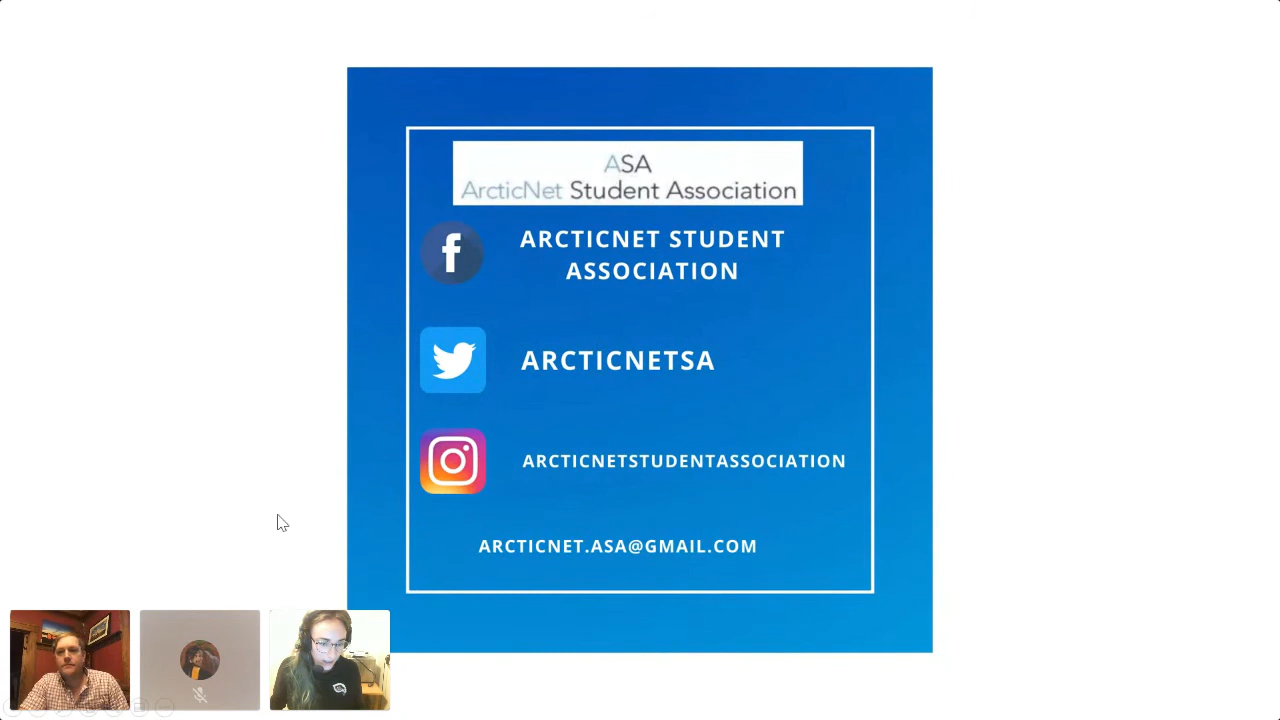 ASA
ArcticNet Student Association
ARCTICNET STUDENT
ASSOCIATION
ARCTICNETSA
ARCTICNETSTUDENTASSOCIATION
ARCTICNET.ASA@GMAIL.COM